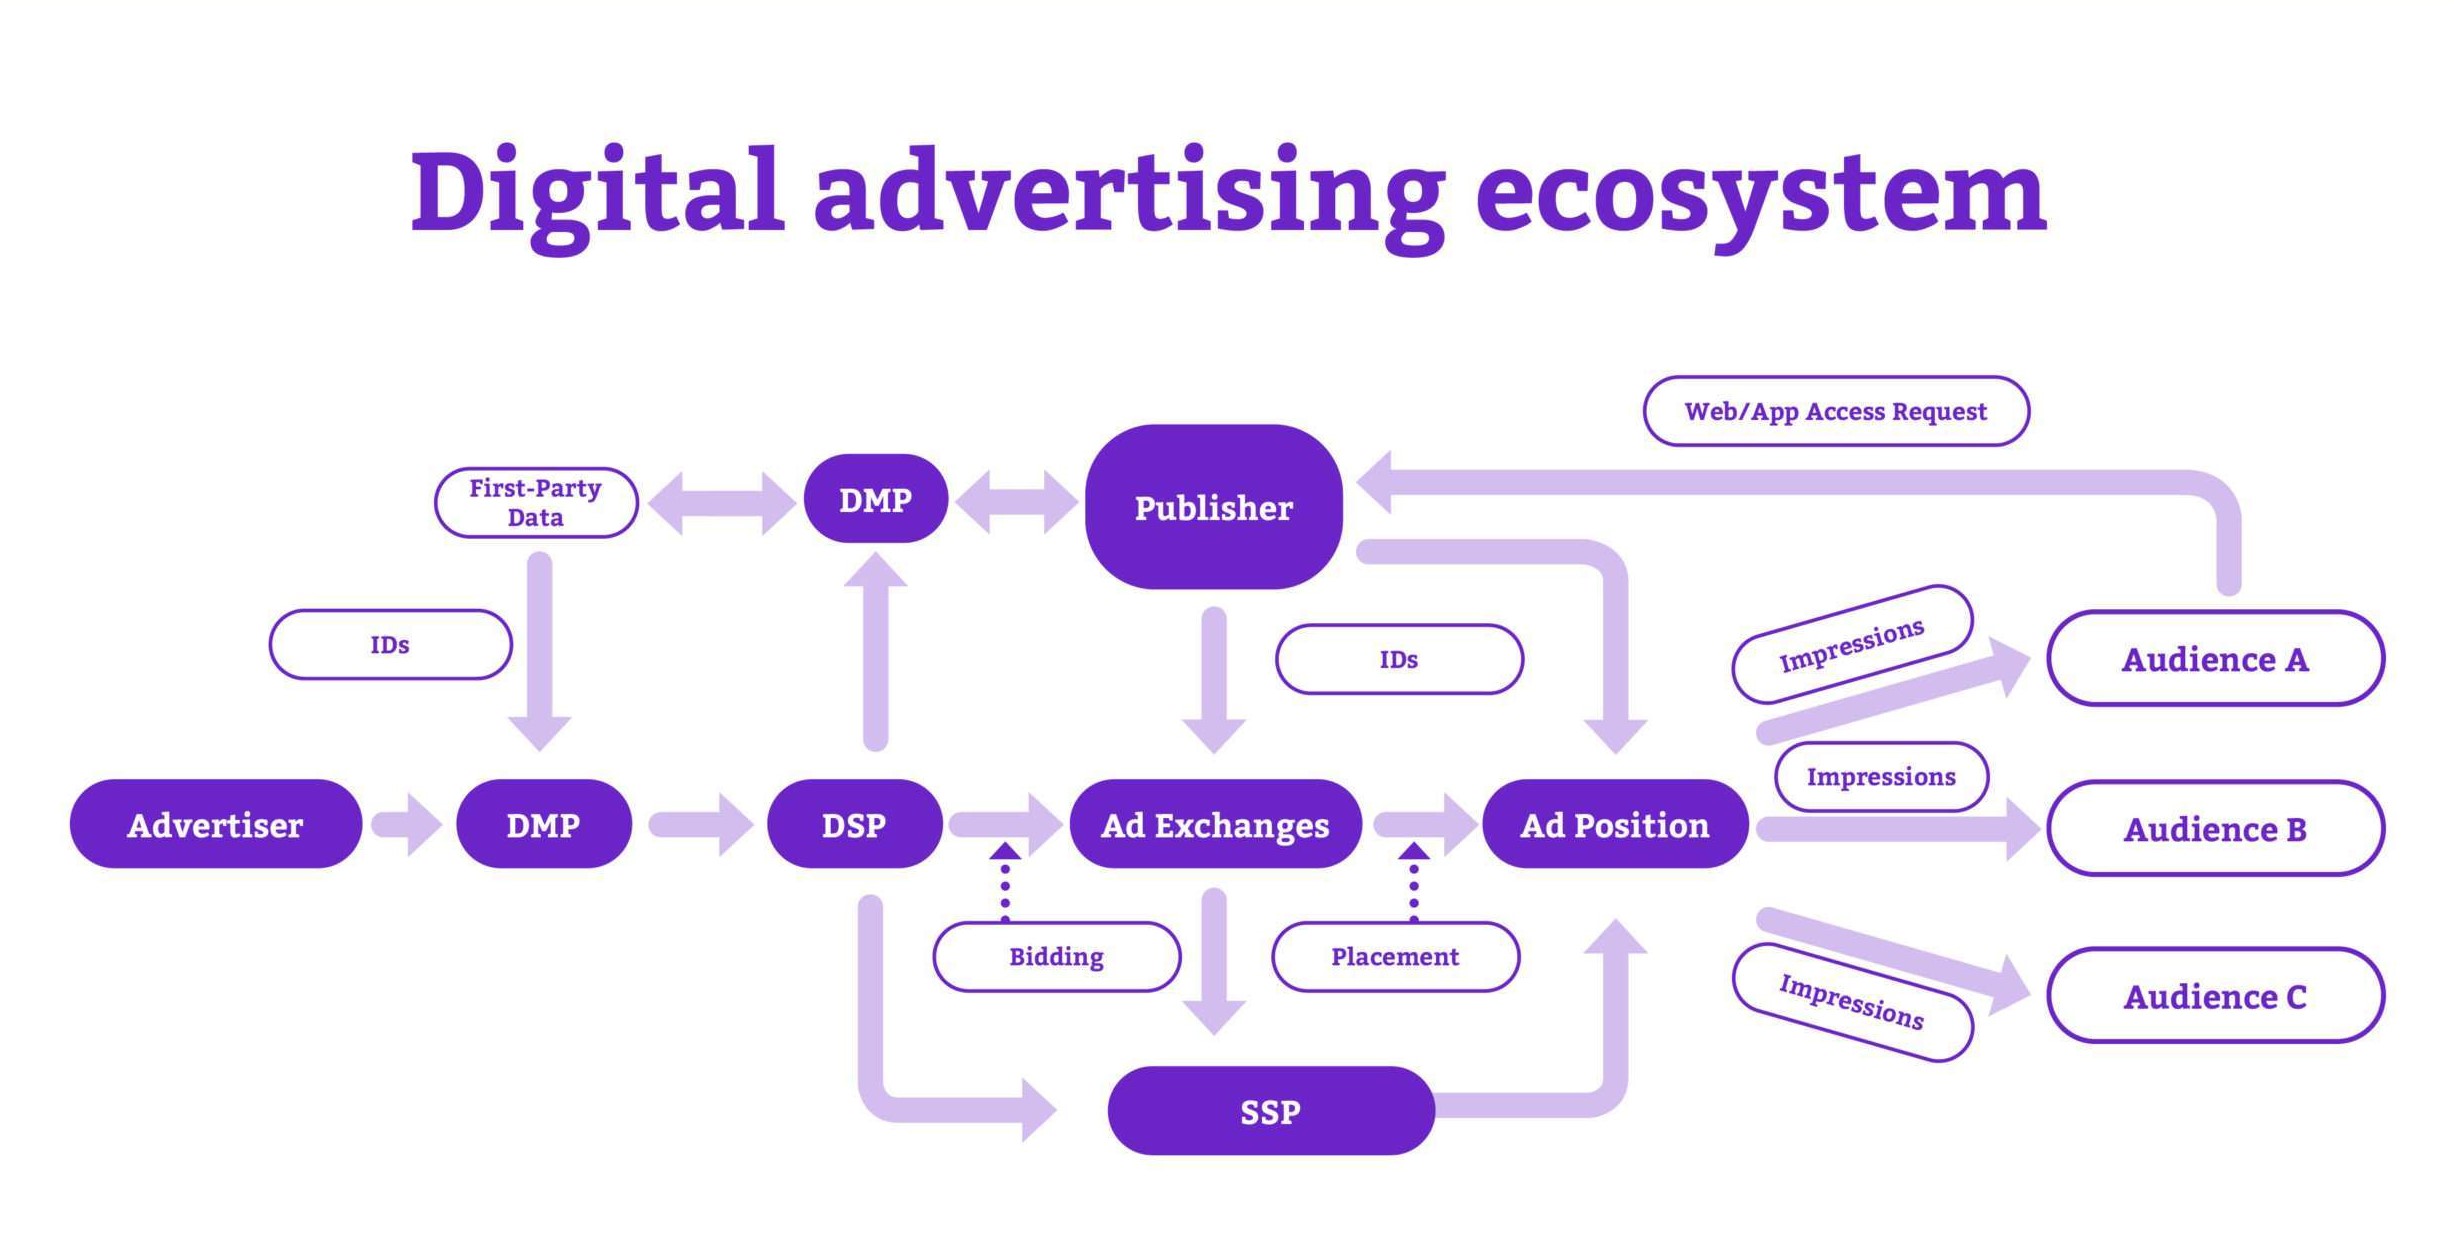 Digital advertising ecosystem
Web/App Access Request
First-Party
Data
DMP
Publisher
IDs
IDs
Impressions
Audience A
Advertiser
DMP
DSP
Ad Exchanges
Ad Position
Impressions
Audience B
Bidding
Placement
Impressions
Audience C
SSP